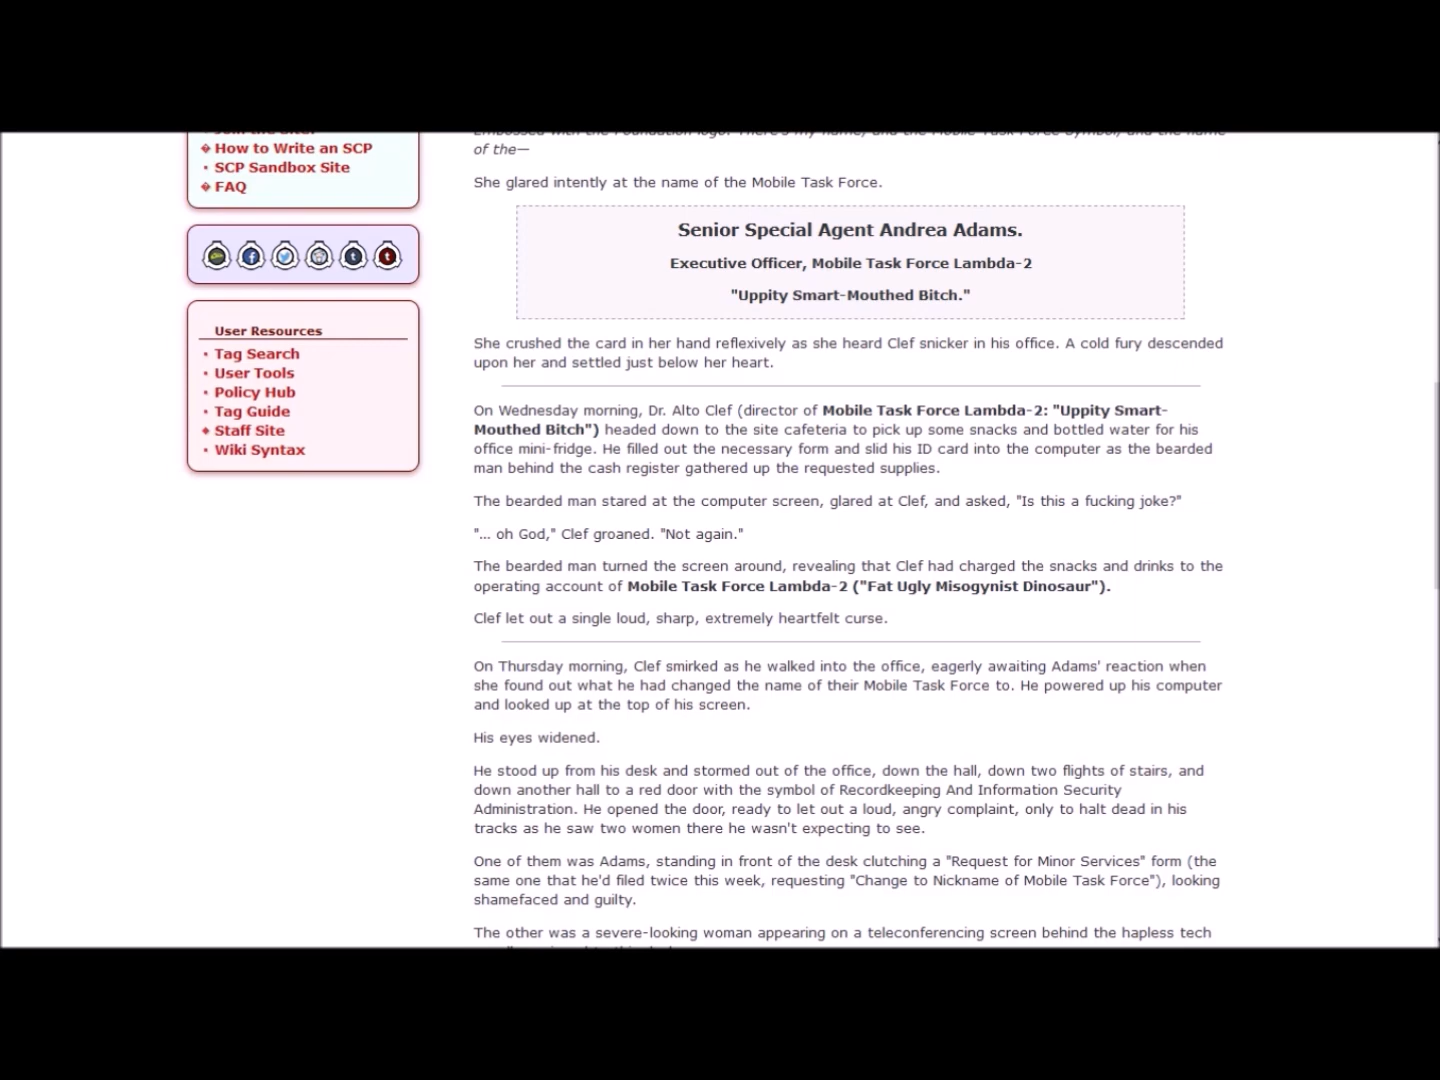 How to Write an SCP
SCP Sandbox Site
FAQ
User Resources
Tag Search
User Tools
Policy Hub
Tag Guide
Staff Site
Wiki Syntax
of the—
She glared intently at the name of the Mobile Task Force.
Senior Special Agent Andrea Adams.
Executive Officer, Mobile Task Force Lambda-2
"Uppity Smart-Mouthed Bitch."
She crushed the card in her hand reflexively as she heard Clef snicker in his office. A cold fury descended
upon her and settled just below her heart.
On Wednesday morning, Dr. Alto Clef (director of Mobile Task Force Lambda-2: "Uppity Smart-
Mouthed Bitch") headed down to the site cafeteria to pick up some snacks and bottled water for his
office mini-fridge. He filled out the necessary form and slid his ID card into the computer as the bearded
man behind the cash register gathered up the requested supplies.
The bearded man stared at the computer screen, glared at Clef, and asked, "Is this a fucking joke?"
"... oh God," Clef groaned. "Not again."
The bearded man turned the screen around, revealing that Clef had charged the snacks and drinks to the
operating account of Mobile Task Force Lambda-2 ("Fat Ugly Misogynist Dinosaur").
Clef let out a single loud, sharp, extremely heartfelt curse.
On Thursday morning, Clef smirked as he walked into the office, eagerly awaiting Adams' reaction when
she found out what he had changed the name of their Mobile Task Force to. He powered up his computer
and looked up at the top of his screen.
His eyes widened.
He stood up from his desk and stormed out of the office, down the hall, down two flights of stairs, and
down another hall to a red door with the symbol of Recordkeeping And Information Security
Administration. He opened the door, ready to let out a loud, angry complaint, only to halt dead in his
tracks as he saw two women there he wasn't expecting to see.
One of them was Adams, standing in front of the desk clutching a "Request for Minor Services" form (the
same one that he'd filed twice this week, requesting "Change to Nickname of Mobile Task Force"), looking
shamefaced and guilty.
The other was a severe-looking woman appearing on a teleconferencing screen behind the hapless tech